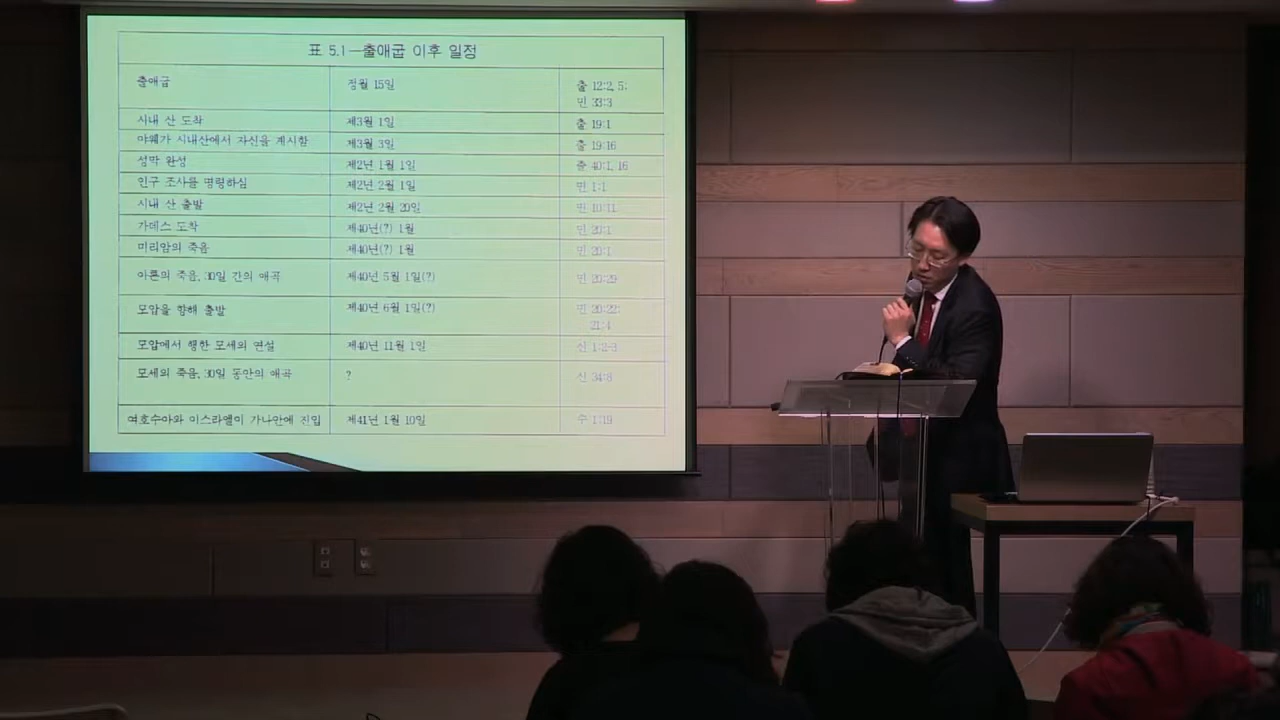 표 5.1—출애굽 이후 일정
출애굽 정월 15일 출 12:2, 5;
민 33:3
시내 산 도착 제3월 1일 출 19:1
야웨가 시내산에서 자신을 계시함 제3월 3일 출 19:16
성막 완성 제2년 1월 1일 출 40:1, 16
인구 조사를 명령하심 제2년 2월 1일 민 1:1
시내 산 출발 제2년 2월 20일 민 10:11
가데스 도착 제40년(?) 1월 민 20:1
미리암의 죽음 제40년(?) 1월 민 20:1
아론의 죽음, 30일 간의 애곡 제40년 5월 1일(?) 민 20:29
모압을 향해 출발 제40년 6월 1일(?) 민 20:22;
21:4
모압에서 행한 모세의 연설 제40년 11월 1일 신 1:2-3
모세의 죽음, 30일 동안의 애곡 ? 신 34:8
여호수아와 이스라엘이 가나안에 진입 제41년 1월 10일 수 1:19